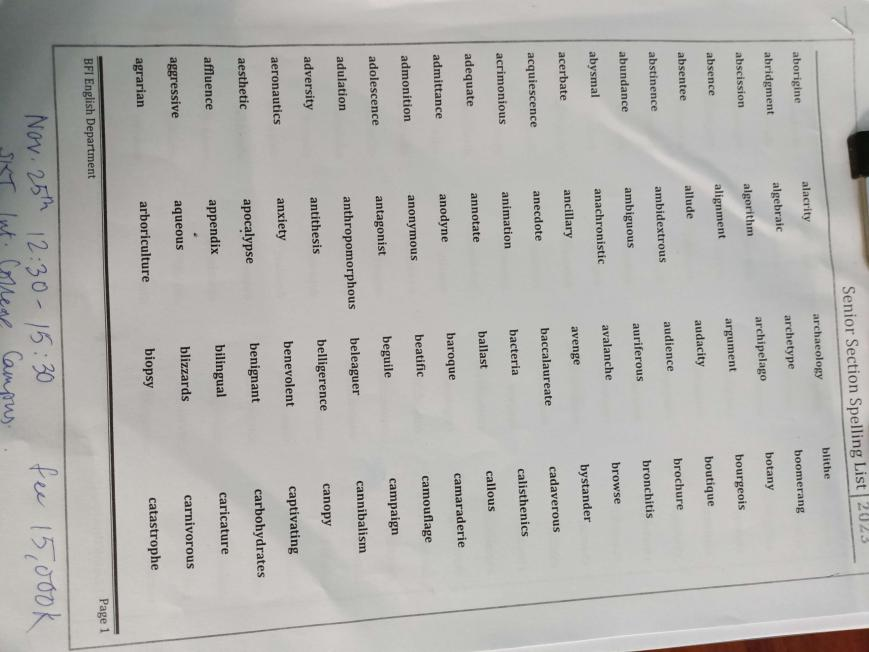 Senior Section Spelling List | 2023
aborigine
abridgment
abscission
absence
absentee
abstinence
abundance
abysmal
acerbate
acquiescence
acrimonious
adequate
admittance
admonition
adolescence
adulation
adversity
aeronautics
aesthetic
affluence
aggressive
agrarian
alacrity
algebraic
algorithm
alignment
allude
ambidextrous
ambiguous
anachronistic
ancillary
anecdote
animation
annotate
anodyne
anonymous
antagonist
anthropomorphous
antithesis
anxiety
apocalypse
appendix
aqueous
arboriculture
archaeology
archetype
archipelago
argument
audacity
audience
auriferous
avalanche
avenge
baccalaureate
bacteria
ballast
baroque
beatific
beguile
beleaguer
belligerence
benevolent
benignant
bilingual
blizzards
biopsy
blithe
boomerang
botany
bourgeois
boutique
brochure
bronchitis
browse
bystander
cadaverous
calisthenics
callous
camaraderie
camouflage
campaign
cannibalism
canopy
captivating
carbohydrates
caricature
carnivorous
catastrophe
BFI English Department Page 1
Nov. 25th 12:30 - 15:30 fee 15,000k
Int. College Campus.